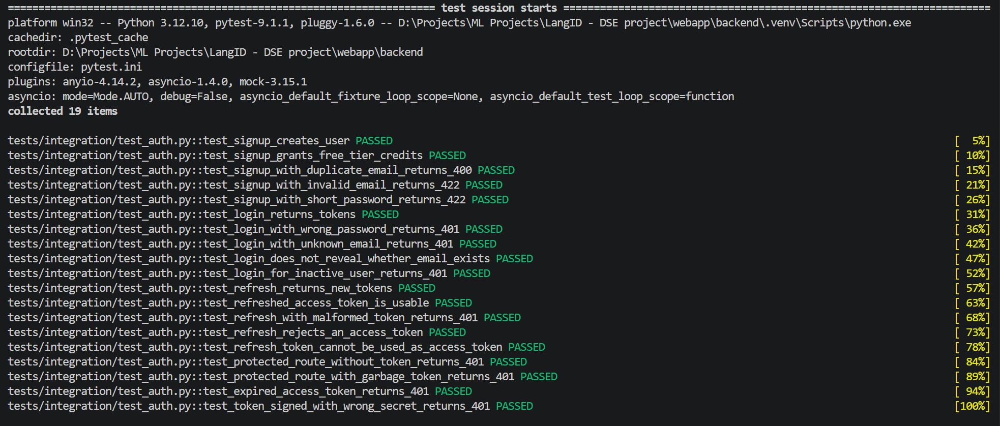 ====================================================================== test session starts ======================================================================
platform win32 -- Python 3.12.10, pytest-9.1.1, pluggy-1.6.0 -- D:\Projects\ML Projects\LangID - DSE project\webapp\backend\.venv\Scripts\python.exe
cachedir: .pytest_cache
rootdir: D:\Projects\ML Projects\LangID - DSE project\webapp\backend
configfile: pytest.ini
plugins: anyio-4.14.2, asyncio-1.4.0, mock-3.15.1
asyncio: mode=Mode.AUTO, debug=False, asyncio_default_fixture_loop_scope=None, asyncio_default_test_loop_scope=function
collected 19 items

tests/integration/test_auth.py::test_signup_creates_user PASSED [  5%]
tests/integration/test_auth.py::test_signup_grants_free_tier_credits PASSED [ 10%]
tests/integration/test_auth.py::test_signup_with_duplicate_email_returns_400 PASSED [ 15%]
tests/integration/test_auth.py::test_signup_with_invalid_email_returns_422 PASSED [ 21%]
tests/integration/test_auth.py::test_signup_with_short_password_returns_422 PASSED [ 26%]
tests/integration/test_auth.py::test_login_returns_tokens PASSED [ 31%]
tests/integration/test_auth.py::test_login_with_wrong_password_returns_401 PASSED [ 36%]
tests/integration/test_auth.py::test_login_with_unknown_email_returns_401 PASSED [ 42%]
tests/integration/test_auth.py::test_login_does_not_reveal_whether_email_exists PASSED [ 47%]
tests/integration/test_auth.py::test_login_for_inactive_user_returns_401 PASSED [ 52%]
tests/integration/test_auth.py::test_refresh_returns_new_tokens PASSED [ 57%]
tests/integration/test_auth.py::test_refreshed_access_token_is_usable PASSED [ 63%]
tests/integration/test_auth.py::test_refresh_with_malformed_token_returns_401 PASSED [ 68%]
tests/integration/test_auth.py::test_refresh_rejects_an_access_token PASSED [ 73%]
tests/integration/test_auth.py::test_refresh_token_cannot_be_used_as_access_token PASSED [ 78%]
tests/integration/test_auth.py::test_protected_route_without_token_returns_401 PASSED [ 84%]
tests/integration/test_auth.py::test_protected_route_with_garbage_token_returns_401 PASSED [ 89%]
tests/integration/test_auth.py::test_expired_access_token_returns_401 PASSED [ 94%]
tests/integration/test_auth.py::test_token_signed_with_wrong_secret_returns_401 PASSED [100%]